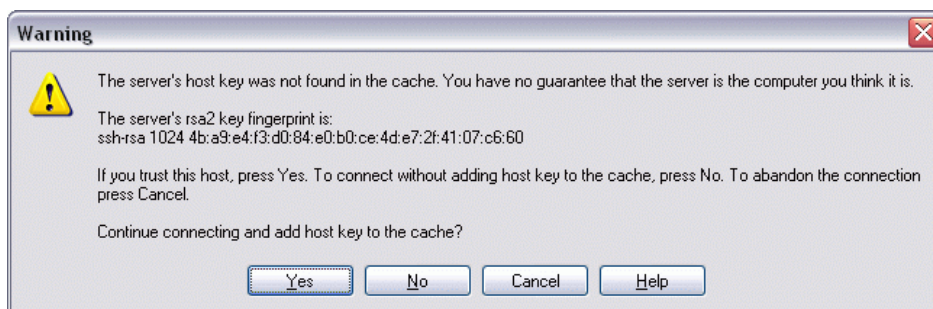 Warning
The server's host key was not found in the cache. You have no guarantee that the server is the computer you think it is.
The server's rsa2 key fingerprint is:
ssh-rsa 1024 4b:a9:e4:f3:d0:84:e0:b0:ce:4d:e7:2f:41:07:c6:60
If you trust this host, press Yes. To connect without adding host key to the cache, press No. To abandon the connection
press Cancel.
Continue connecting and add host key to the cache?
Yes No Cancel Help